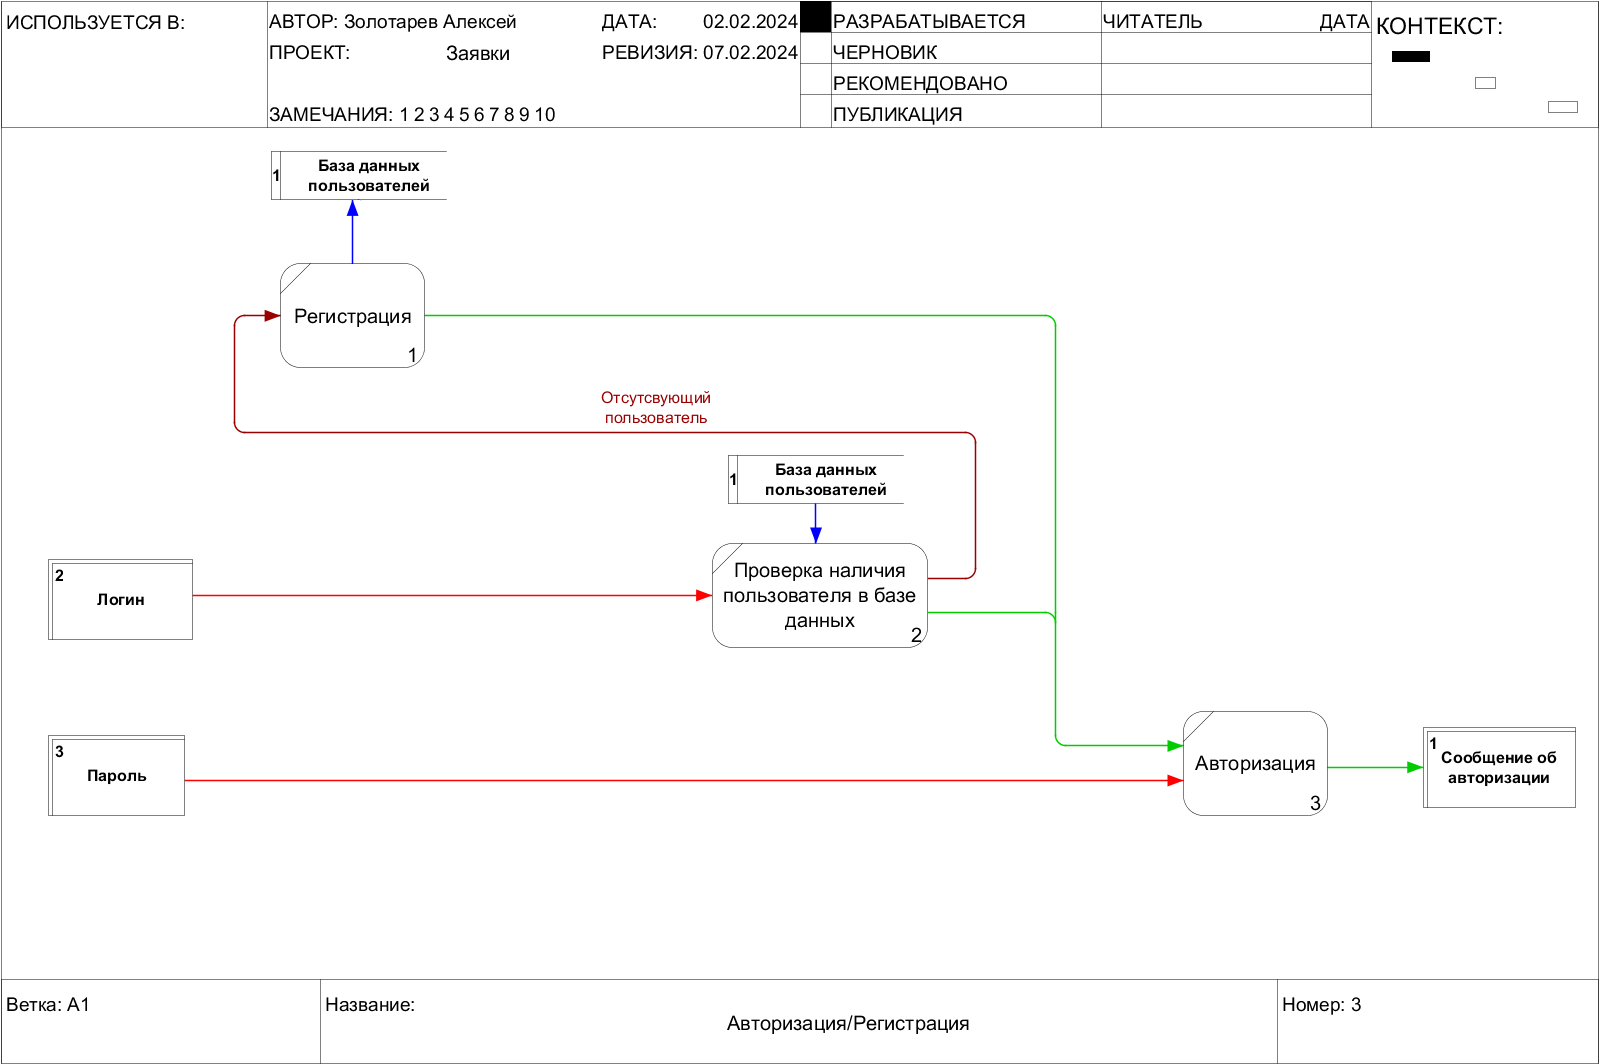 ИСПОЛЬЗУЕТСЯ В:
АВТОР: Золотарев Алексей
ДАТА: 02.02.2024
ПРОЕКТ: Заявки
РЕВИЗИЯ: 07.02.2024
ЗАМЕЧАНИЯ: 1 2 3 4 5 6 7 8 9 10
РАЗРАБАТЫВАЕТСЯ
ЧЕРНОВИК
РЕКОМЕНДОВАНО
ПУБЛИКАЦИЯ
ЧИТАТЕЛЬ ДАТА
КОНТЕКСТ:
1
База данных
пользователей
Регистрация
1
Отсутсвующий
пользователь
1
База данных
пользователей
2
Логин
Проверка наличия
пользователя в базе
данных
2
3
Пароль
Авторизация
3
1
Сообщение об
авторизации
Ветка: A1
Название:
Авторизация/Регистрация
Номер: 3